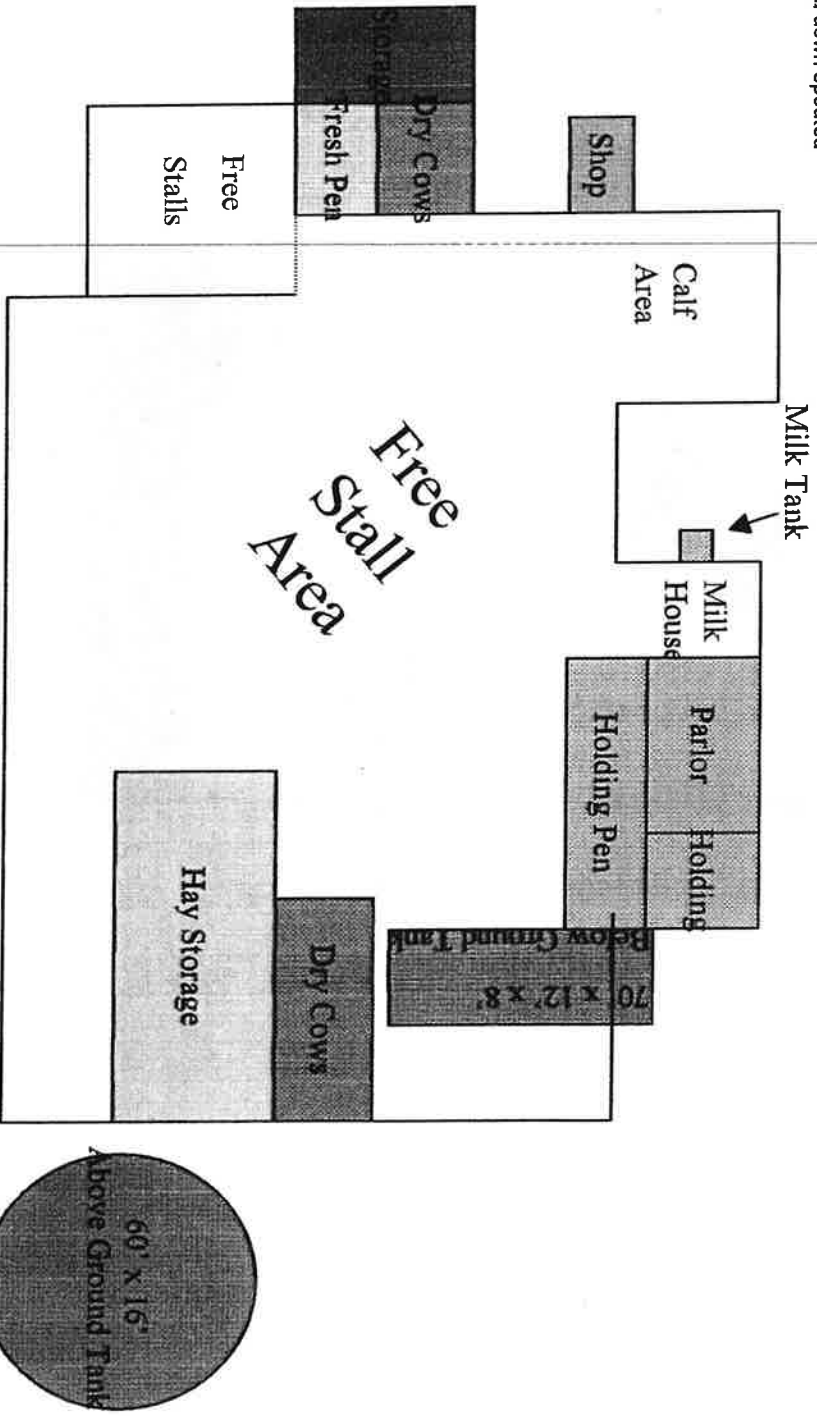 Milk Tank
Shop
Calf
Area
Milk
House
Parlor
Holding
Holding Pen
Storage
Dry Cows
Fresh Pen
Free
Stalls
Free
Stall
Area
Below Ground Tank
70' x 12' x 8'
Dry Cows
Hay Storage
60' x 16'
Above Ground Tank